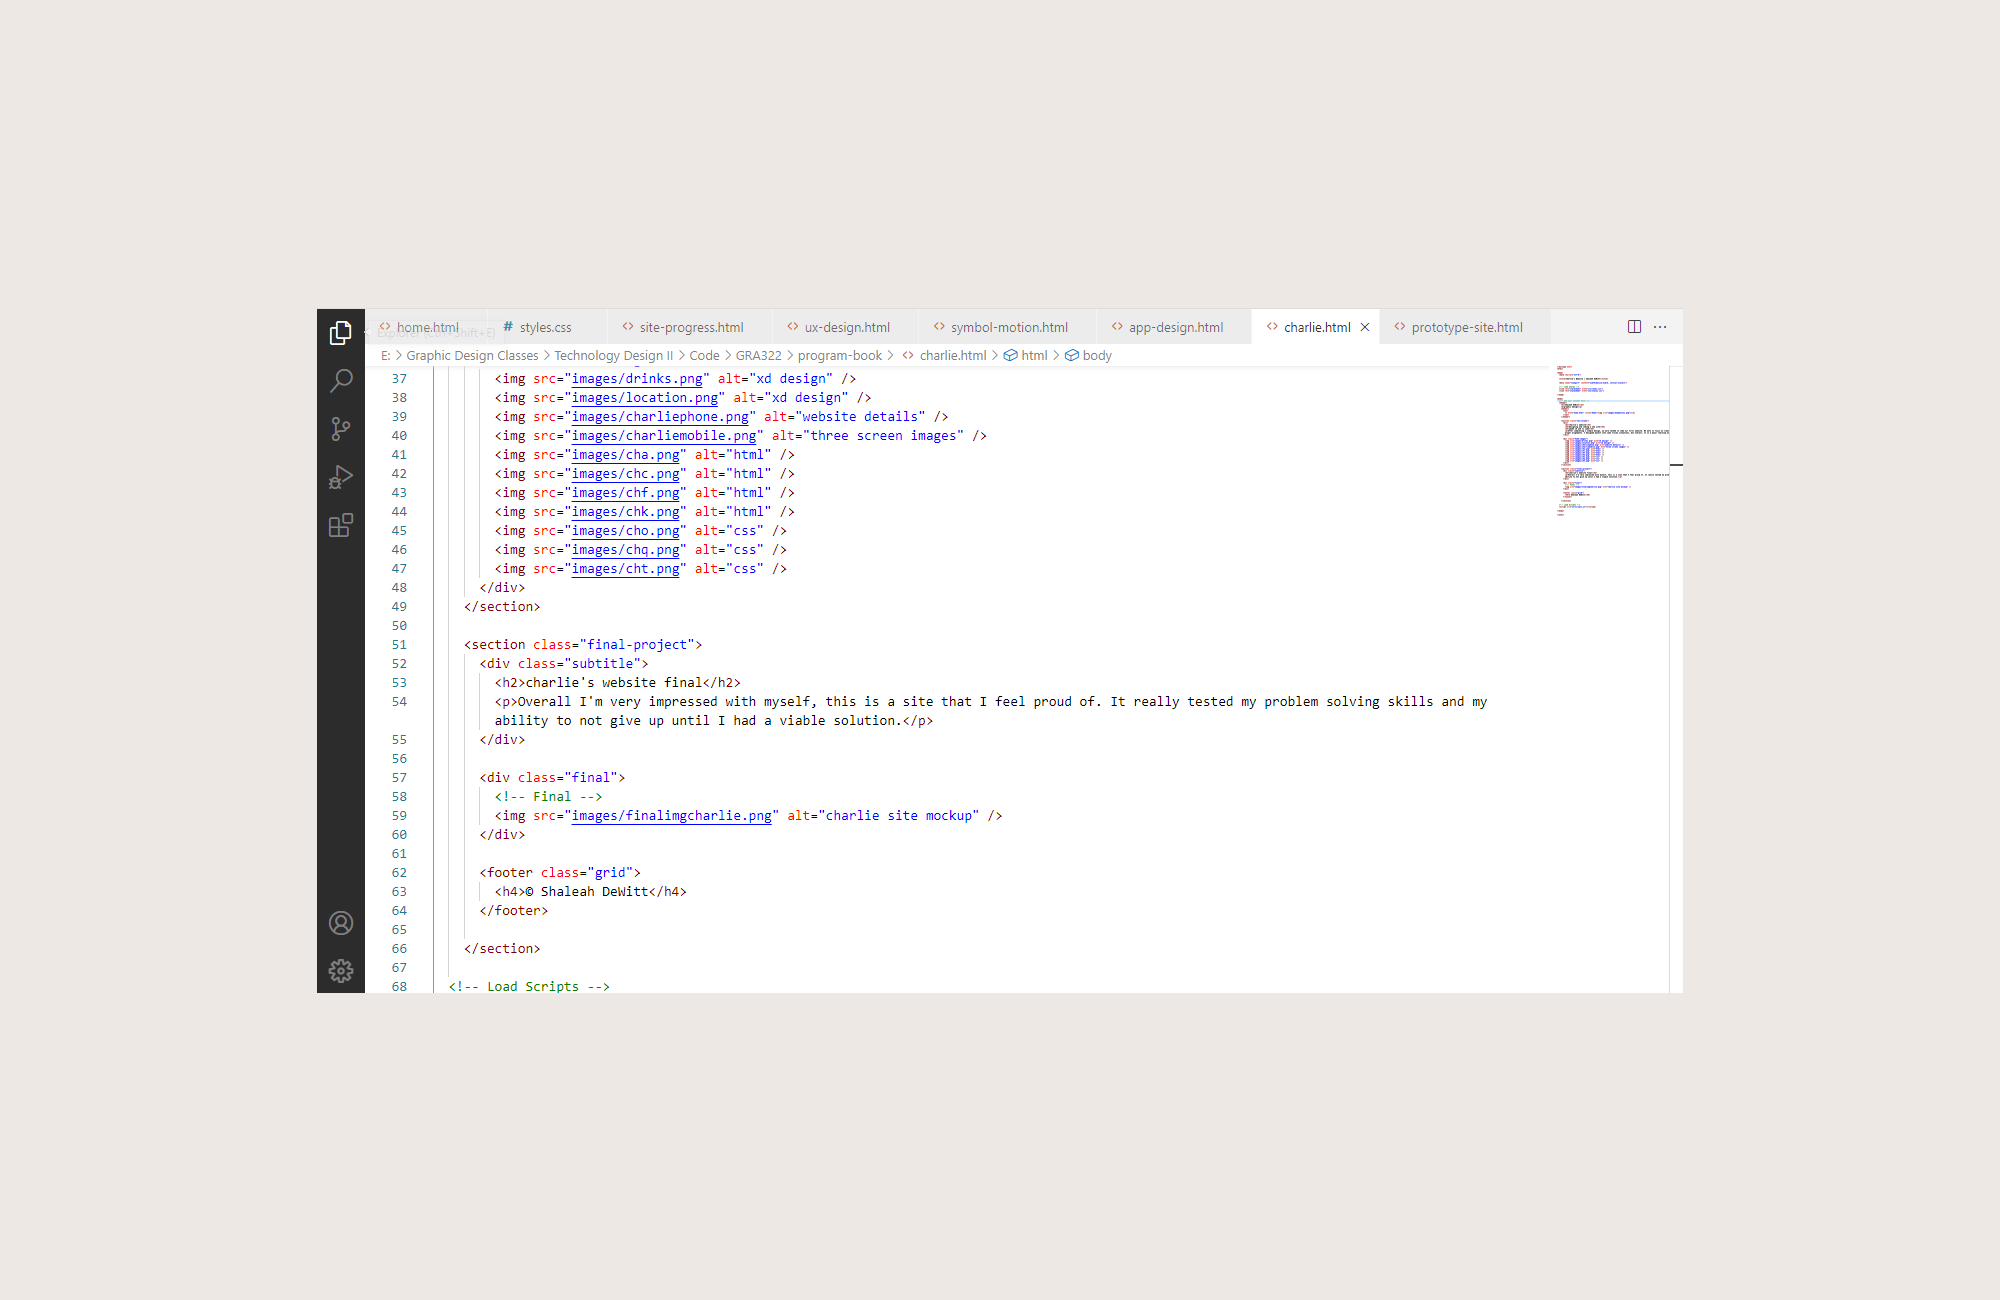 home.html # styles.css <> site-progress.html <> ux-design.html <> symbol-motion.html <> app-design.html <> charlie.html × <> prototype-site.html ...
Explorer (Ctrl+Shift+E)
E: > Graphic Design Classes > Technology Design II > Code > GRA322 > program-book > <> charlie.html > html > body
37 <img src="images/drinks.png" alt="xd design" />
38 <img src="images/location.png" alt="xd design" />
39 <img src="images/charliephone.png" alt="website details" />
40 <img src="images/charliemobile.png" alt="three screen images" />
41 <img src="images/cha.png" alt="html" />
42 <img src="images/chc.png" alt="html" />
43 <img src="images/chf.png" alt="html" />
44 <img src="images/chk.png" alt="html" />
45 <img src="images/cho.png" alt="css" />
46 <img src="images/chq.png" alt="css" />
47 <img src="images/cht.png" alt="css" />
48 </div>
49 </section>
50
51 <section class="final-project">
52 <div class="subtitle">
53 <h2>charlie's website final</h2>
54 <p>Overall I'm very impressed with myself, this is a site that I feel proud of. It really tested my problem solving skills and my
ability to not give up until I had a viable solution.</p>
55 </div>
56
57 <div class="final">
58 <!-- Final -->
59 <img src="images/finalimgcharlie.png" alt="charlie site mockup" />
60 </div>
61
62 <footer class="grid">
63 <h4>© Shaleah DeWitt</h4>
64 </footer>
65
66 </section>
67
68 <!-- Load Scripts -->